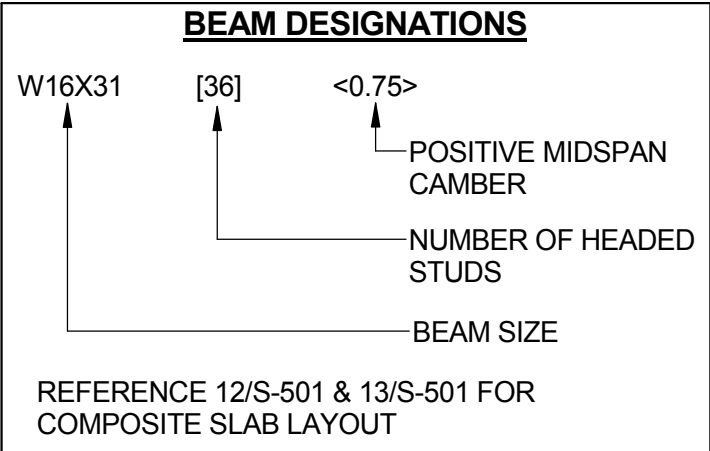 BEAM DESIGNATIONS
W16X31 [36] <0.75>
POSITIVE MIDSPAN
CAMBER
NUMBER OF HEADED
STUDS
BEAM SIZE
REFERENCE 12/S-501 & 13/S-501 FOR
COMPOSITE SLAB LAYOUT